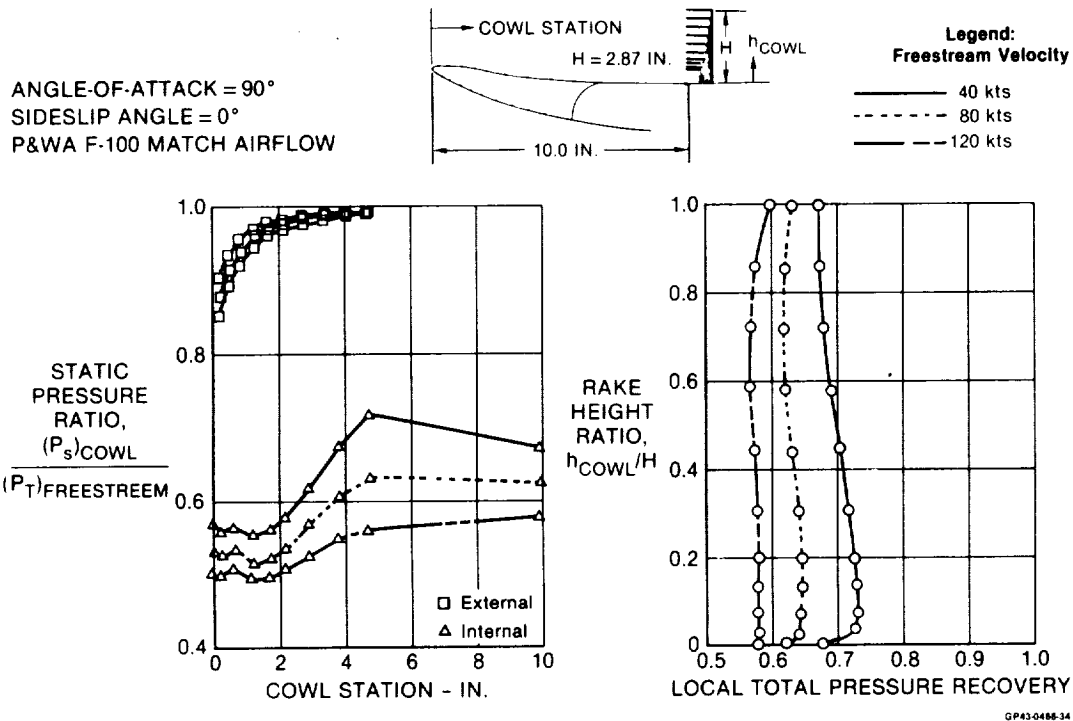 COWL STATION
H = 2.87 IN.
H
hCOWL
10.0 IN.
Legend:
Freestream Velocity
40 kts
80 kts
120 kts
ANGLE-OF-ATTACK = 90°
SIDESLIP ANGLE = 0°
P&WA F-100 MATCH AIRFLOW
STATIC
PRESSURE
RATIO,
(Ps)COWL
(PT)FREESTREEM
1.0
0.8
0.6
0.4
0 2 4 6 8 10
□ External
△ Internal
COWL STATION - IN.
RAKE
HEIGHT
RATIO,
hCOWL/H
1.0
0.8
0.6
0.4
0.2
0
0.5 0.6 0.7 0.8 0.9 1.0
LOCAL TOTAL PRESSURE RECOVERY
GP43-0466-34